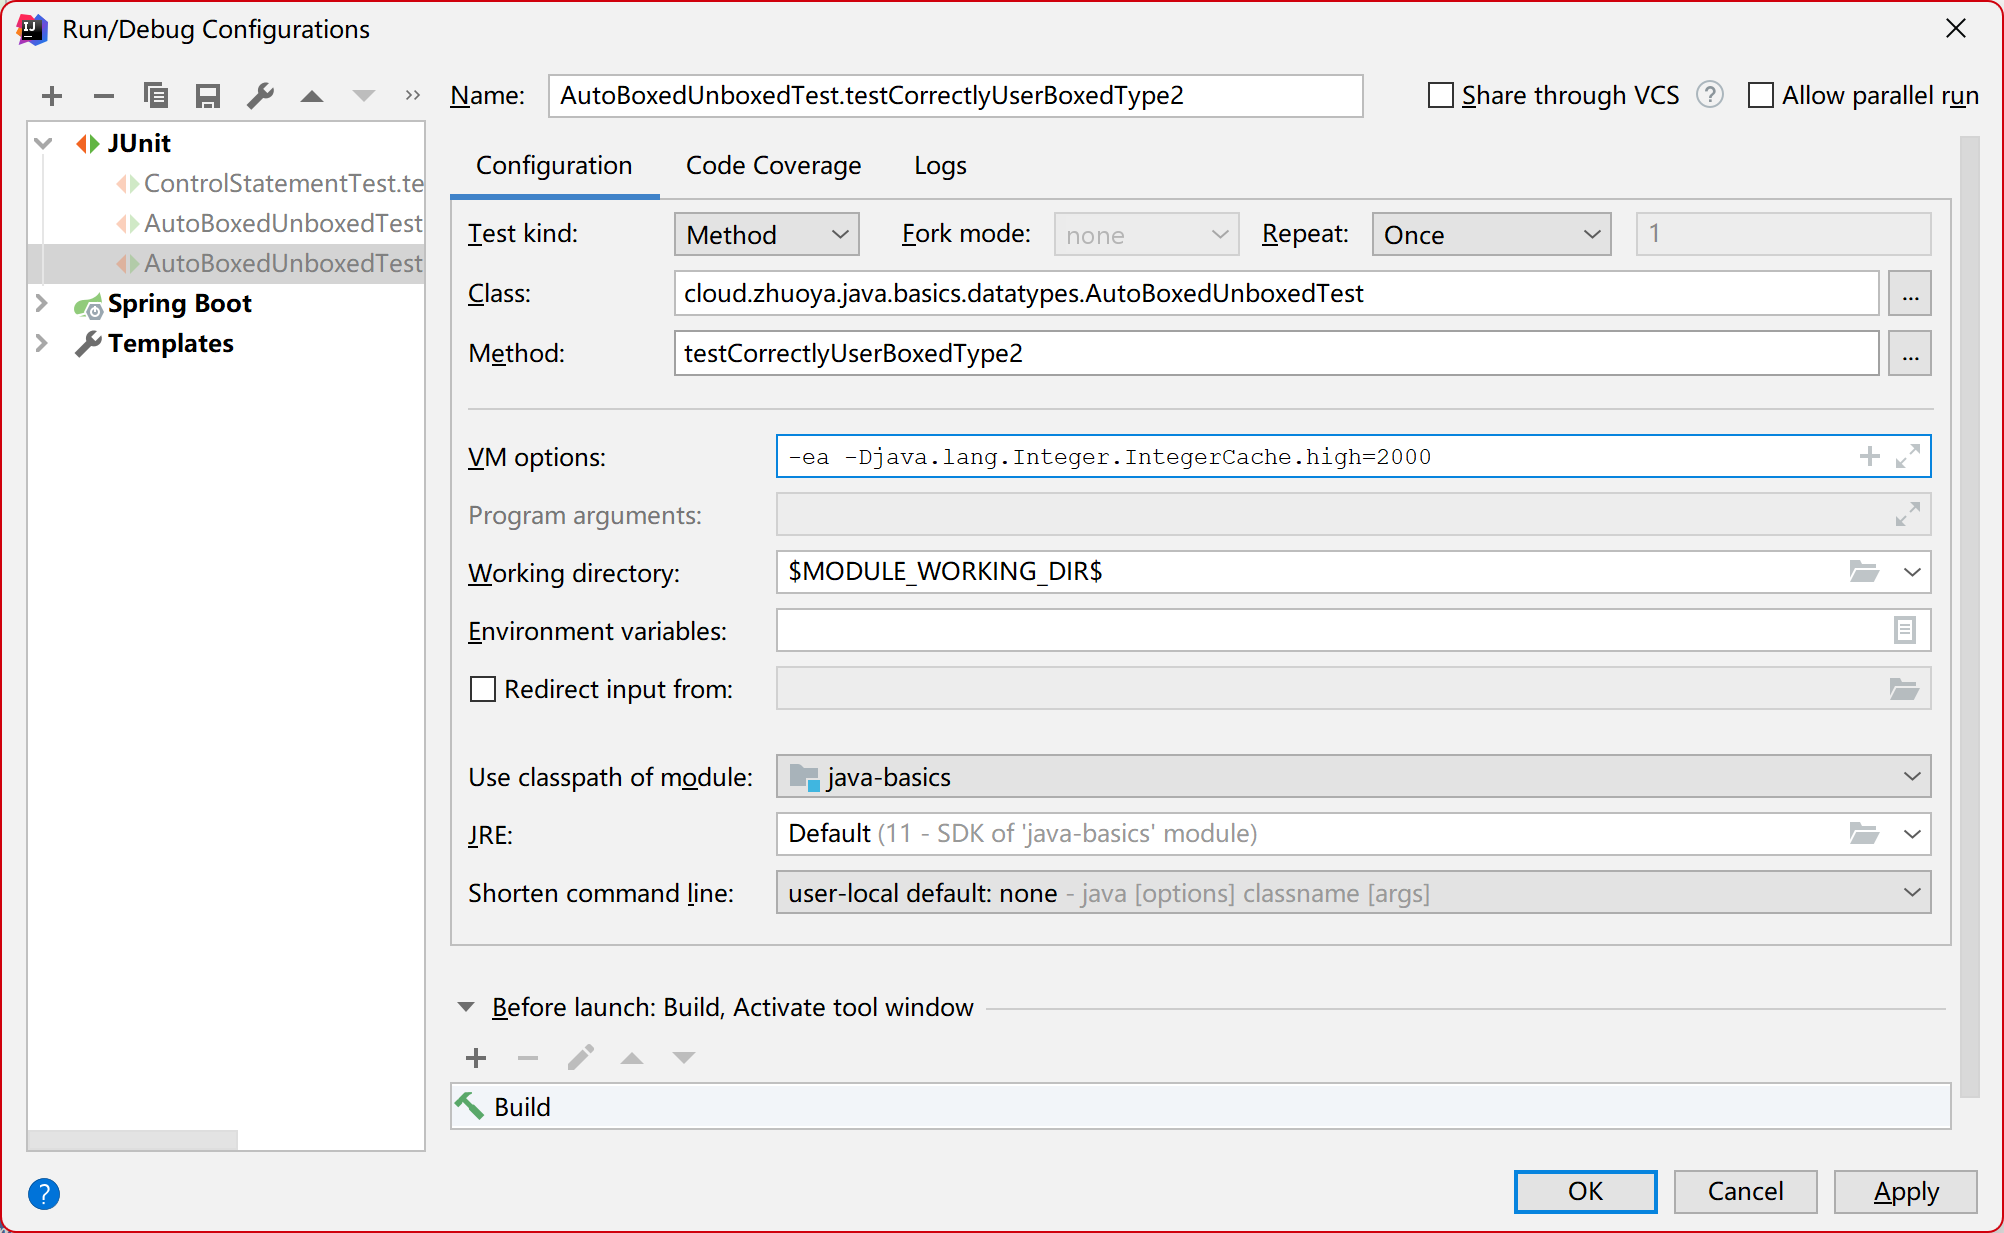 Run/Debug Configurations
Name: AutoBoxedUnboxedTest.testCorrectlyUserBoxedType2 Share through VCS ? Allow parallel run
JUnit
ControlStatementTest.te
AutoBoxedUnboxedTest
AutoBoxedUnboxedTest
Spring Boot
Templates
Configuration Code Coverage Logs
Test kind: Method Fork mode: none Repeat: Once 1
Class: cloud.zhuoya.java.basics.datatypes.AutoBoxedUnboxedTest ...
Method: testCorrectlyUserBoxedType2 ...
VM options: -ea -Djava.lang.Integer.IntegerCache.high=2000
Program arguments:
Working directory: $MODULE_WORKING_DIR$
Environment variables:
Redirect input from:
Use classpath of module: java-basics
JRE: Default (11 - SDK of 'java-basics' module)
Shorten command line: user-local default: none - java [options] classname [args]
Before launch: Build, Activate tool window
Build
? OK Cancel Apply